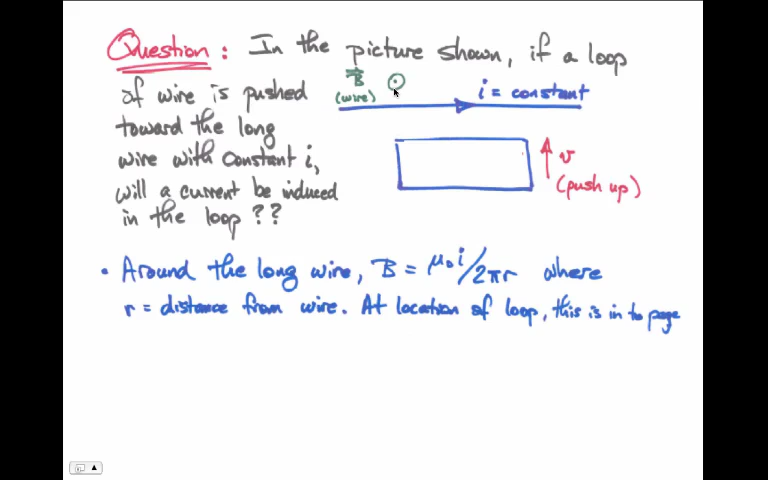 Question: In the picture shown, if a loop
of wire is pushed
toward the long
wire with constant i,
will a current be induced
in the loop ??
B
(wire)
i = constant
v
(push up)
• Around the long wire, B = μ₀i/2πr where
r = distance from wire. At location of loop, this is in to page